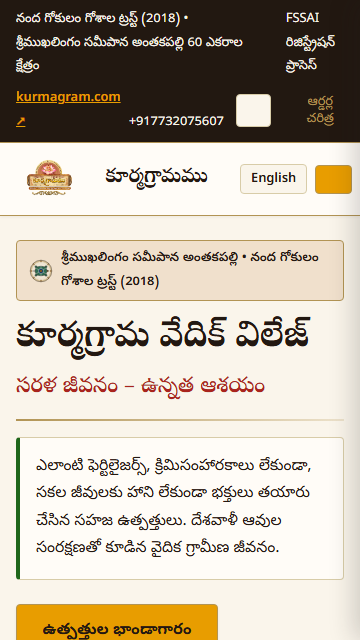 నంద గోకులం గోశాల ట్రస్ట్ (2018) •
శ్రీముఖలింగం సమీపాన అంతకపల్లి 60 ఎకరాల
క్షేత్రం
FSSAI
రిజిస్ట్రేషన్
ప్రాసెస్
kurmagram.com
↗
+917732075607
ఆర్డర్ల
చరిత్ర
కూర్మగ్రామము
English
శ్రీముఖలింగం సమీపాన అంతకపల్లి • నంద గోకులం
గోశాల ట్రస్ట్ (2018)
కూర్మగ్రామ వేదిక్ విలేజ్
సరళ జీవనం – ఉన్నత ఆశయం
ఎలాంటి ఫెర్టిలైజర్స్, క్రిమిసంహారకాలు లేకుండా,
సకల జీవులకు హాని లేకుండా భక్తులు తయారు
చేసిన సహజ ఉత్పత్తులు. దేశవాళీ ఆవుల
సంరక్షణతో కూడిన వైదిక గ్రామీణ జీవనం.
ఉత్పత్తుల భాండాగారం